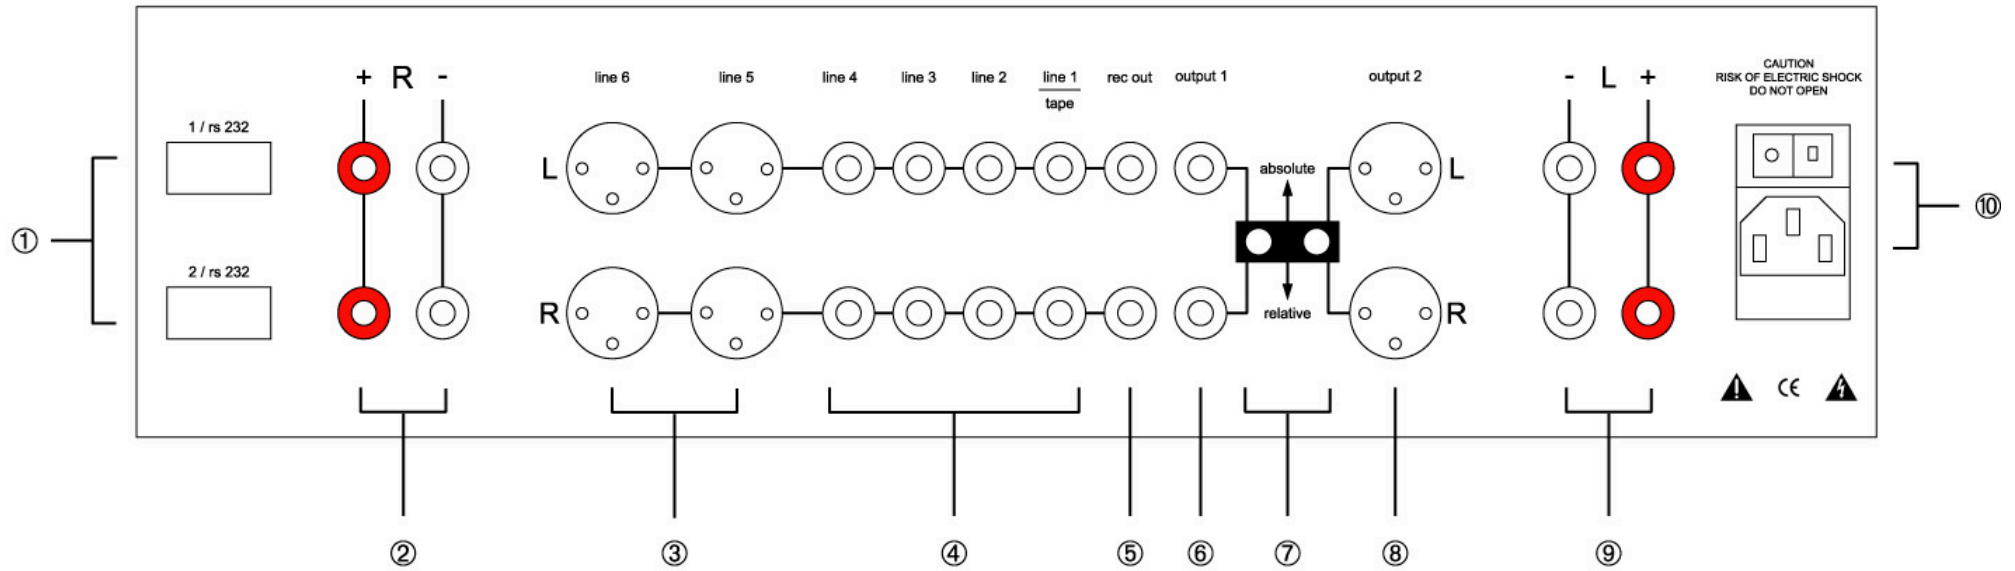 + R -
line 6
line 5
line 4
line 3
line 2
line 1
tape
rec out
output 1
output 2
- L +
CAUTION
RISK OF ELECTRIC SHOCK
DO NOT OPEN
1 / rs 232
L
absolute
L
①
⑩
2 / rs 232
R
relative
R
CE
②
③
④
⑤
⑥
⑦
⑧
⑨